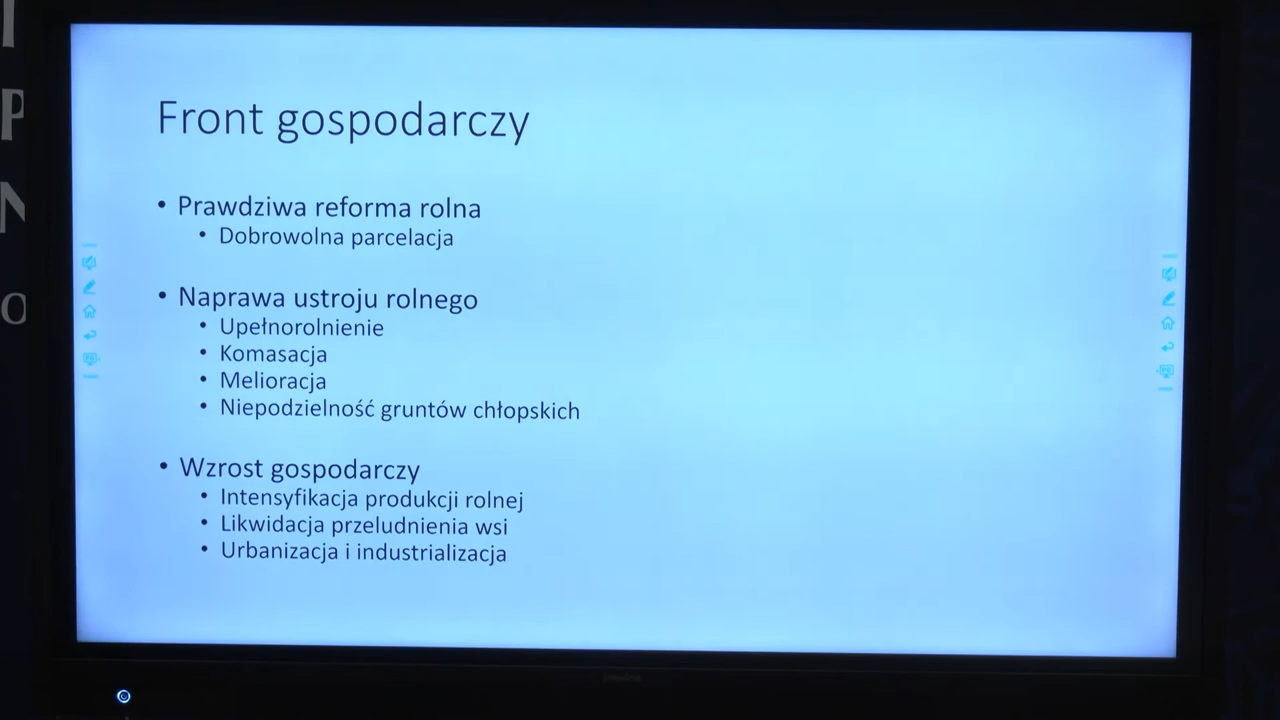 Front gospodarczy
• Prawdziwa reforma rolna
• Dobrowolna parcelacja
• Naprawa ustroju rolnego
• Upełnorolnienie
• Komasacja
• Melioracja
• Niepodzielność gruntów chłopskich
• Wzrost gospodarczy
• Intensyfikacja produkcji rolnej
• Likwidacja przeludnienia wsi
• Urbanizacja i industrializacja